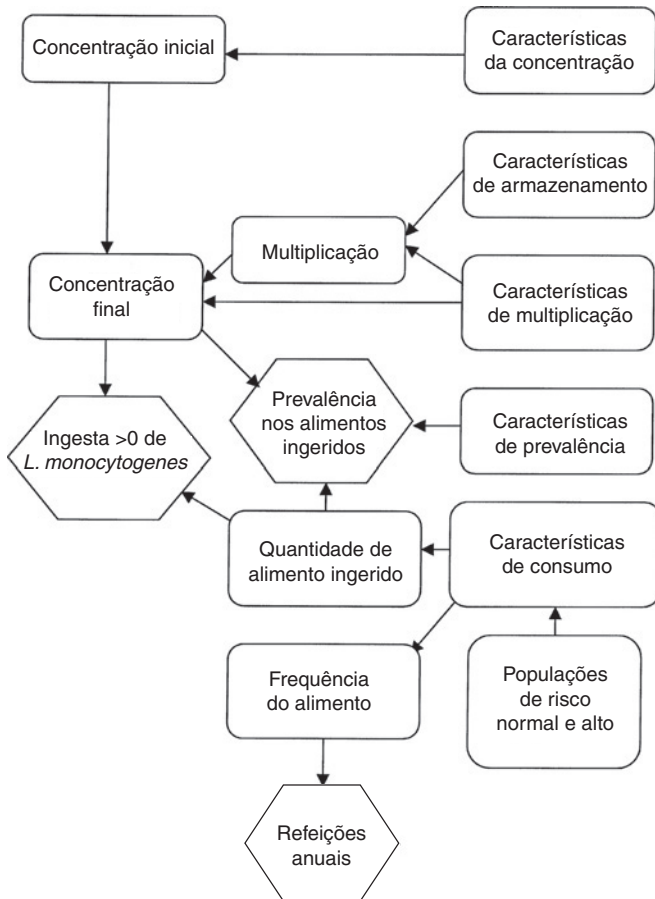 Concentração inicial
Características
da concentração
Características
de armazenamento
Multiplicação
Concentração
final
Características
de multiplicação
Prevalência
nos alimentos
ingeridos
Ingesta >0 de
L. monocytogenes
Características
de prevalência
Quantidade de
alimento ingerido
Características
de consumo
Frequência
do alimento
Populações
de risco
normal e alto
Refeições
anuais